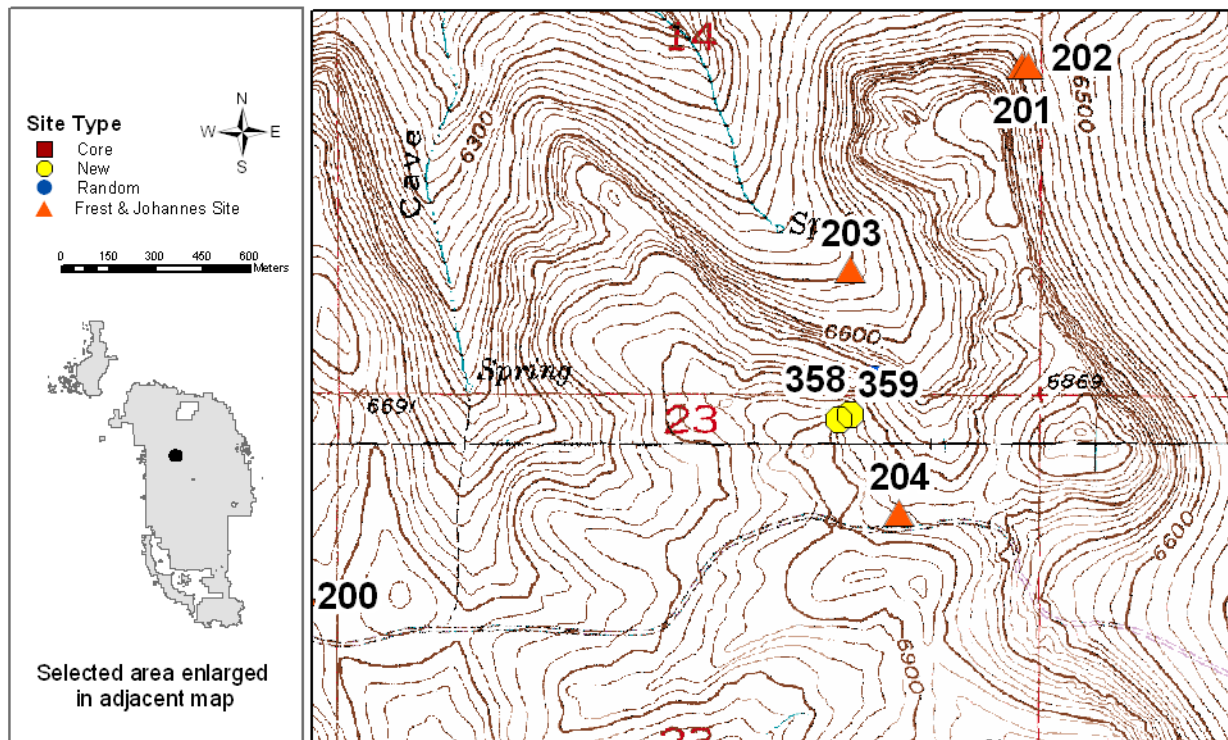 N
W E
S
Site Type
Core
New
Random
Frest & Johannes Site
0 150 300 450 600
Meters
Selected area enlarged
in adjacent map
14
202
201
6500
6300
Cave
Sp
203
6600
Spring
358 359
6869
669
23
204
6600
200
6900
23